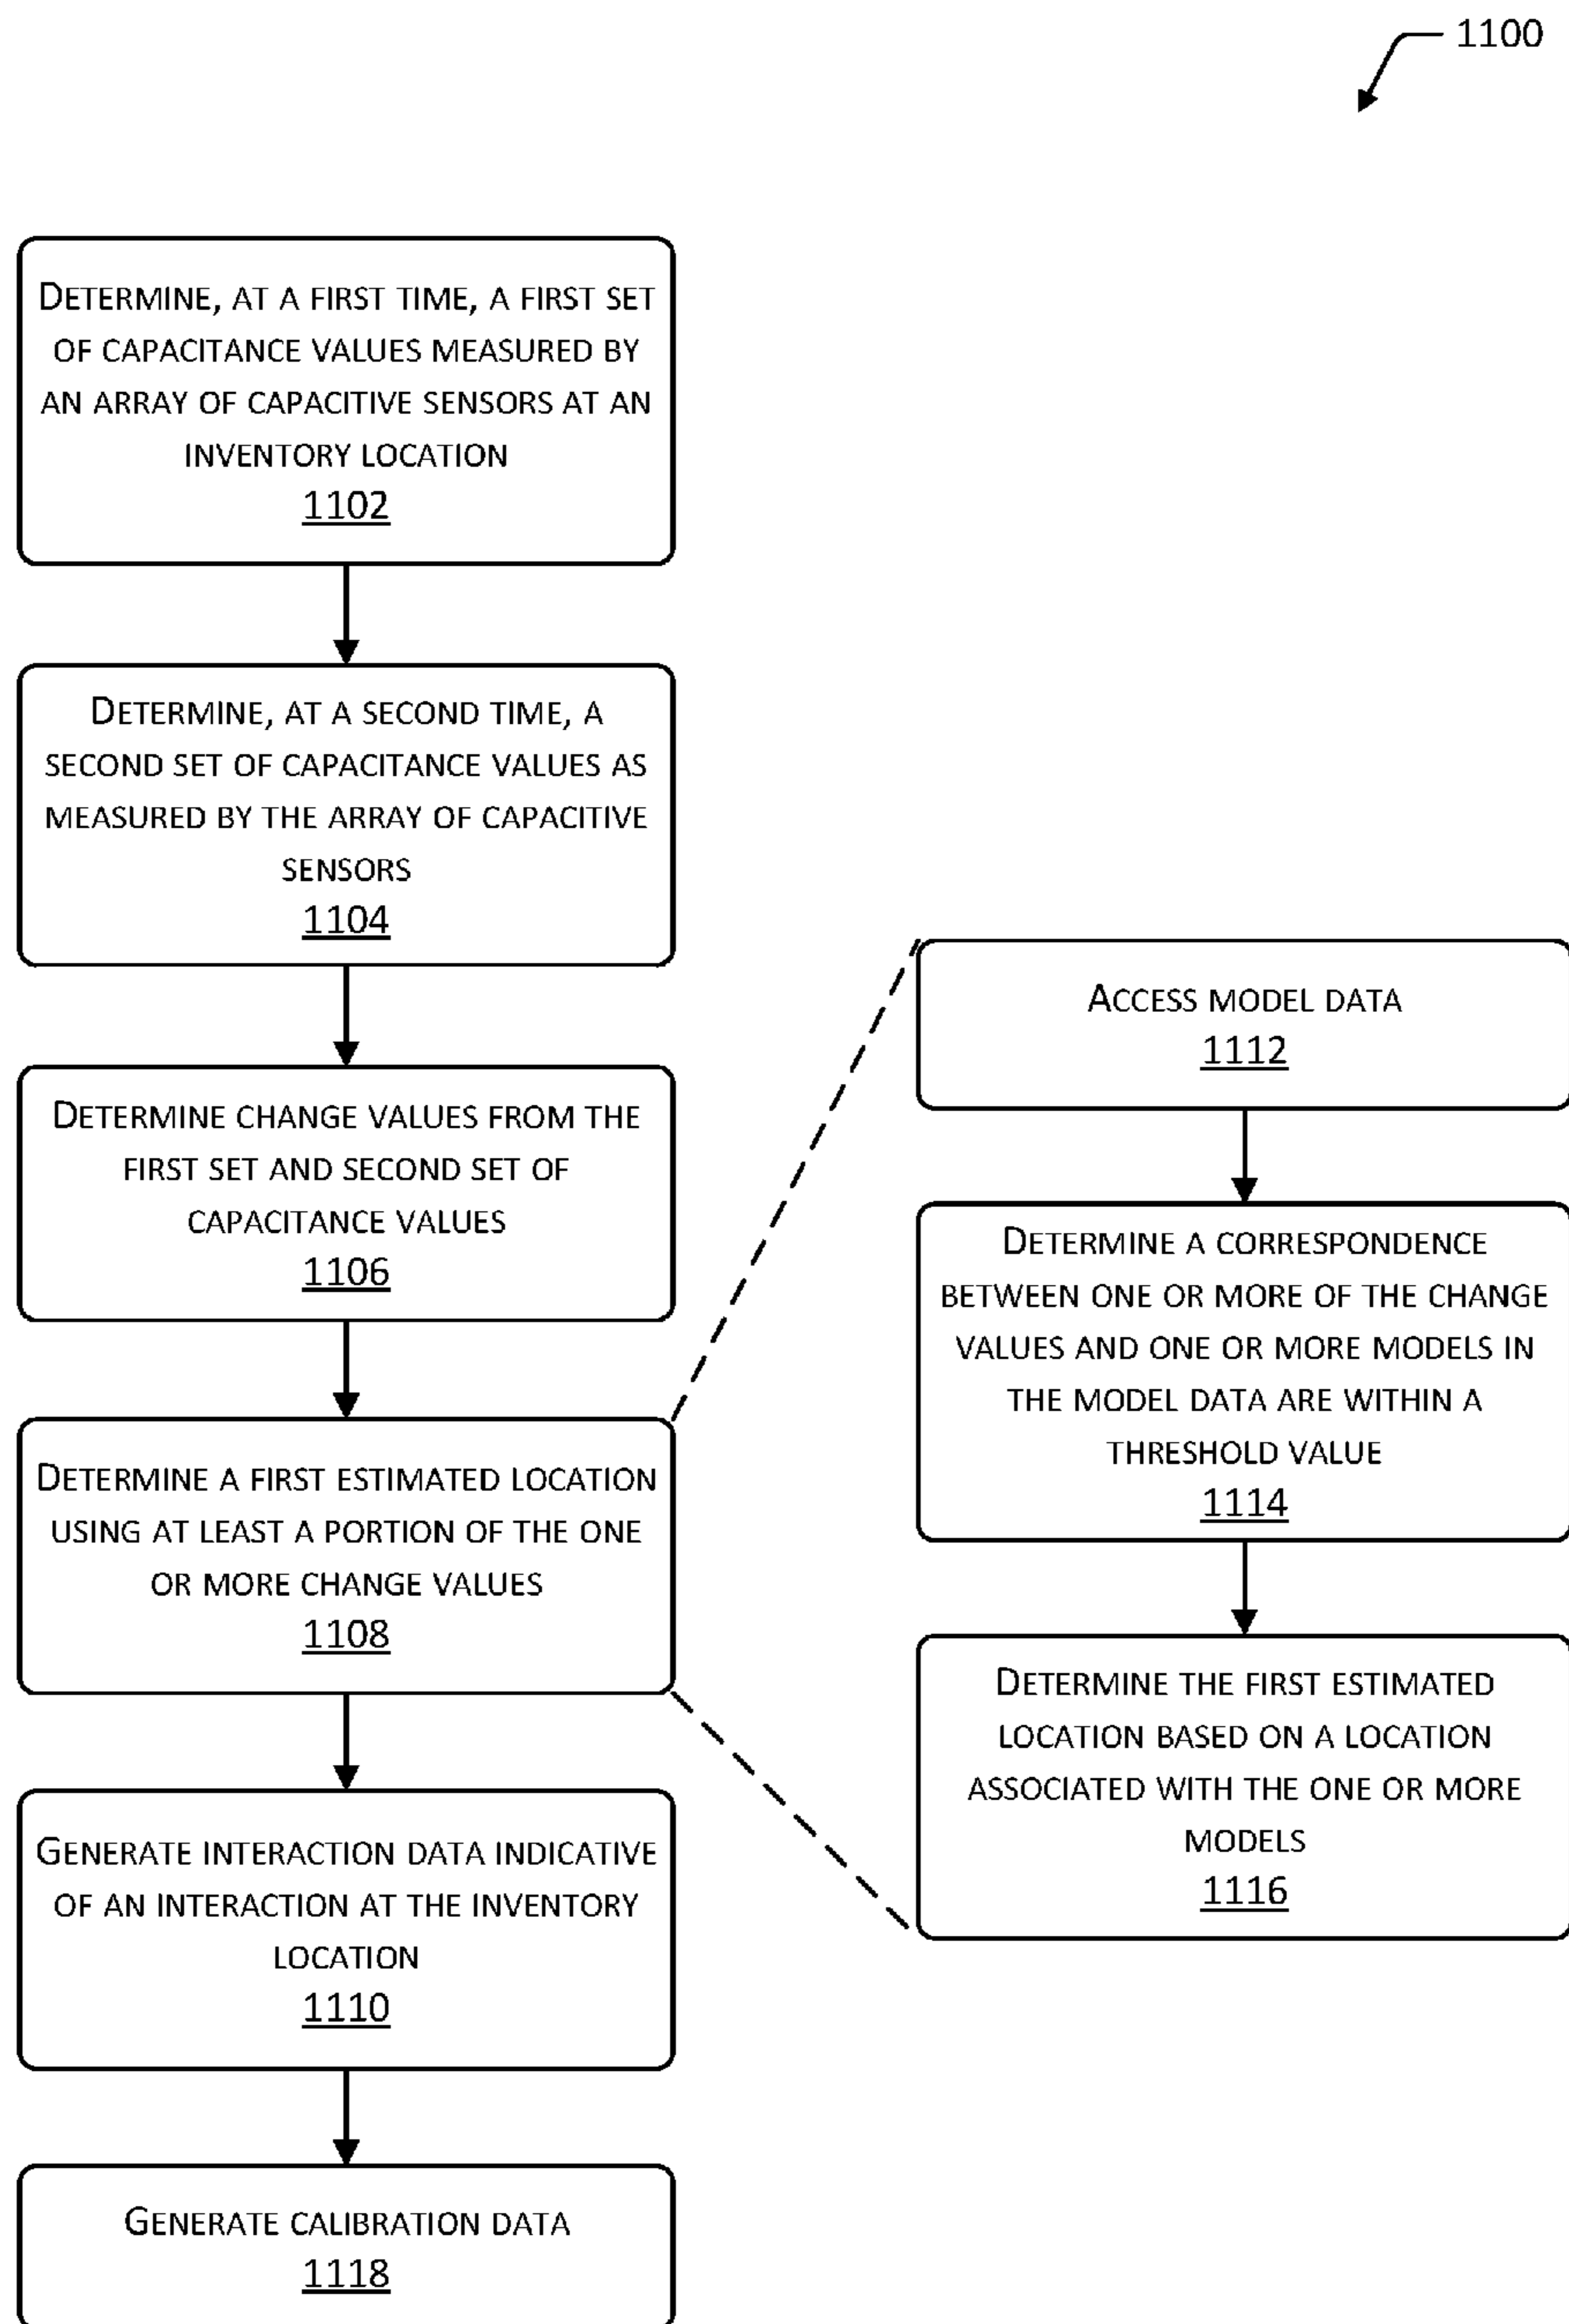 1100
DETERMINE, AT A FIRST TIME, A FIRST SET
OF CAPACITANCE VALUES MEASURED BY
AN ARRAY OF CAPACITIVE SENSORS AT AN
INVENTORY LOCATION
1102
DETERMINE, AT A SECOND TIME, A
SECOND SET OF CAPACITANCE VALUES AS
MEASURED BY THE ARRAY OF CAPACITIVE
SENSORS
1104
DETERMINE CHANGE VALUES FROM THE
FIRST SET AND SECOND SET OF
CAPACITANCE VALUES
1106
DETERMINE A FIRST ESTIMATED LOCATION
USING AT LEAST A PORTION OF THE ONE
OR MORE CHANGE VALUES
1108
GENERATE INTERACTION DATA INDICATIVE
OF AN INTERACTION AT THE INVENTORY
LOCATION
1110
GENERATE CALIBRATION DATA
1118
ACCESS MODEL DATA
1112
DETERMINE A CORRESPONDENCE
BETWEEN ONE OR MORE OF THE CHANGE
VALUES AND ONE OR MORE MODELS IN
THE MODEL DATA ARE WITHIN A
THRESHOLD VALUE
1114
DETERMINE THE FIRST ESTIMATED
LOCATION BASED ON A LOCATION
ASSOCIATED WITH THE ONE OR MORE
MODELS
1116